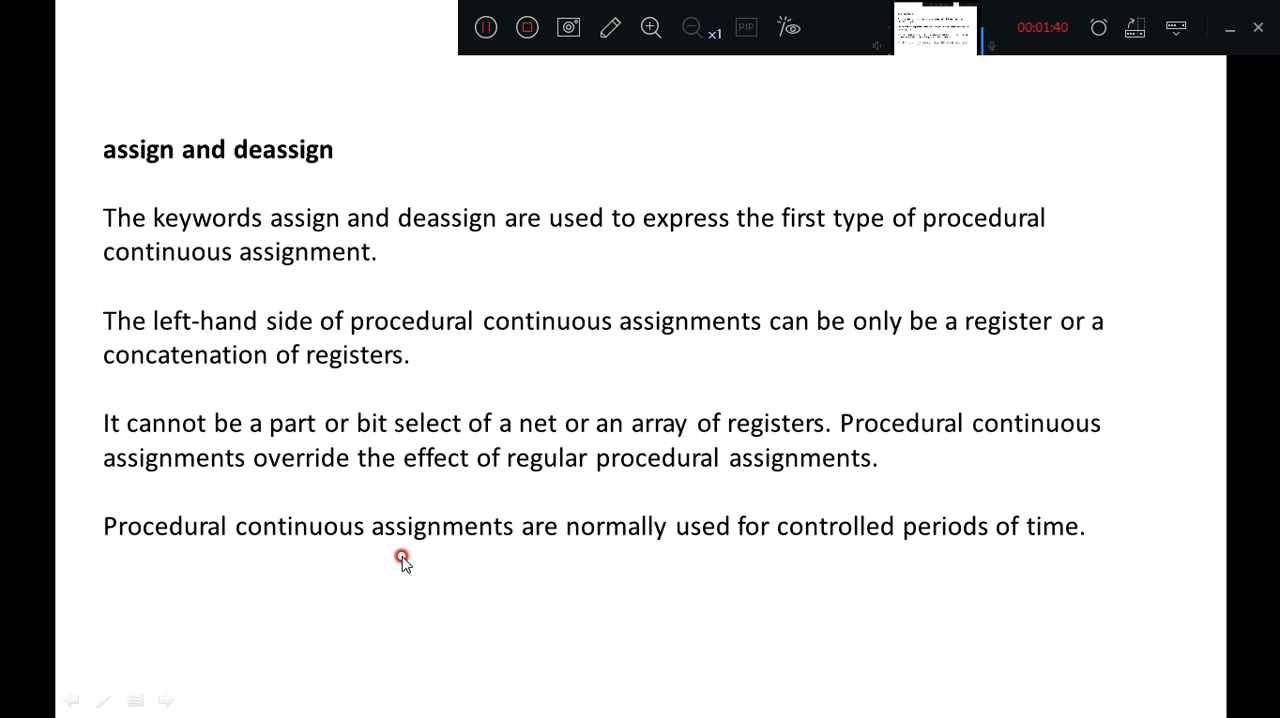 x1
PIP
00:01:40
assign and deassign
The keywords assign and deassign are used to express the first type of procedural
continuous assignment.
The left-hand side of procedural continuous assignments can be only be a register or a
concatenation of registers.
It cannot be a part or bit select of a net or an array of registers. Procedural continuous
assignments override the effect of regular procedural assignments.
Procedural continuous assignments are normally used for controlled periods of time.